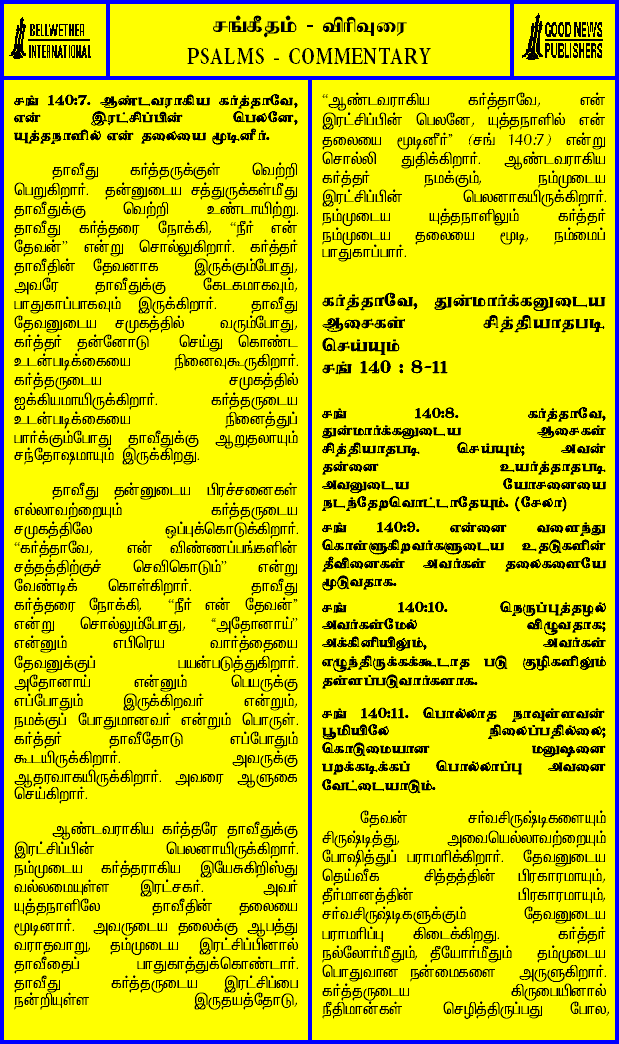 BELLWETHER
INTERNATIONAL
சங்கீதம் - விரிவுரை
PSALMS - COMMENTARY
GOOD NEWS
PUBLISHERS
சங் 140:7. ஆண்டவராகிய கர்த்தாவே,
என் இரட்சிப்பின் பெலனே,
யுத்தநாளில் என் தலையை மூடினீர்.
தாவீது கர்த்தருக்குள் வெற்றி
பெறுகிறார். தன்னுடைய சத்துருக்கள்மீது
தாவீதுக்கு வெற்றி உண்டாயிற்று.
தாவீது கர்த்தரை நோக்கி, “நீர் என்
தேவன்” என்று சொல்லுகிறார். கர்த்தர்
தாவீதின் தேவனாக இருக்கும்போது,
அவரே தாவீதுக்கு கேடகமாகவும்,
பாதுகாப்பாகவும் இருக்கிறார். தாவீது
தேவனுடைய சமுகத்தில் வரும்போது,
கர்த்தர் தன்னோடு செய்து கொண்ட
உடன்படிக்கையை நினைவுகூருகிறார்.
கர்த்தருடைய சமுகத்தில்
ஐக்கியமாயிருக்கிறார். கர்த்தருடைய
உடன்படிக்கையை நினைத்துப்
பார்க்கும்போது தாவீதுக்கு ஆறுதலாயும்
சந்தோஷமாயும் இருக்கிறது.
தாவீது தன்னுடைய பிரச்சனைகள்
எல்லாவற்றையும் கர்த்தருடைய
சமுகத்திலே ஒப்புக்கொடுக்கிறார்.
“கர்த்தாவே, என் விண்ணப்பங்களின்
சத்தத்திற்குச் செவிகொடும்” என்று
வேண்டிக் கொள்கிறார். தாவீது
கர்த்தரை நோக்கி, “நீர் என் தேவன்”
என்று சொல்லும்போது, “அதோனாய்”
என்னும் எபிரெய வார்த்தையை
தேவனுக்குப் பயன்படுத்துகிறார்.
அதோனாய் என்னும் பெயருக்கு
எப்போதும் இருக்கிறவர் என்றும்,
நமக்குப் போதுமானவர் என்றும் பொருள்.
கர்த்தர் தாவீதோடு எப்போதும்
கூடயிருக்கிறார். அவருக்கு
ஆதரவாகயிருக்கிறார். அவரை ஆளுகை
செய்கிறார்.
ஆண்டவராகிய கர்த்தரே தாவீதுக்கு
இரட்சிப்பின் பெலனாயிருக்கிறார்.
நம்முடைய கர்த்தராகிய இயேசுகிறிஸ்து
வல்லமையுள்ள இரட்சகர். அவர்
யுத்தநாளிலே தாவீதின் தலையை
மூடினார். அவருடைய தலைக்கு ஆபத்து
வராதவாறு, தம்முடைய இரட்சிப்பினால்
தாவீதைப் பாதுகாத்துக்கொண்டார்.
தாவீது கர்த்தருடைய இரட்சிப்பை
நன்றியுள்ள இருதயத்தோடு,
“ஆண்டவராகிய கர்த்தாவே, என்
இரட்சிப்பின் பெலனே, யுத்தநாளில் என்
தலையை மூடினீர்” (சங் 140:7) என்று
சொல்லி துதிக்கிறார். ஆண்டவராகிய
கர்த்தர் நமக்கும், நம்முடைய
இரட்சிப்பின் பெலனாகயிருக்கிறார்.
நம்முடைய யுத்தநாளிலும் கர்த்தர்
நம்முடைய தலையை மூடி, நம்மைப்
பாதுகாப்பார்.
கர்த்தாவே, துன்மார்க்கனுடைய
ஆசைகள் சித்தியாதபடி
செய்யும்
சங் 140 : 8-11
சங் 140:8. கர்த்தாவே,
துன்மார்க்கனுடைய ஆசைகள்
சித்தியாதபடி செய்யும்; அவன்
தன்னை உயர்த்தாதபடி
அவனுடைய யோசனையை
நடந்தேறவொட்டாதேயும். (சேலா)
சங் 140:9. என்னை வளைந்து
கொள்ளுகிறவர்களுடைய உதடுகளின்
தீவினைகள் அவர்கள் தலைகளையே
மூடுவதாக.
சங் 140:10. நெருப்புத்தழல்
அவர்கள்மேல் விழுவதாக;
அக்கினியிலும், அவர்கள்
எழுந்திருக்கக்கூடாத படு குழிகளிலும்
தள்ளப்படுவார்களாக.
சங் 140:11. பொல்லாத நாவுள்ளவன்
பூமியிலே நிலைப்பதில்லை;
கொடுமையான மனுஷனை
பறக்கடிக்கப் பொல்லாப்பு அவனை
வேட்டையாடும்.
தேவன் சர்வசிருஷ்டிகளையும்
சிருஷ்டித்து, அவையெல்லாவற்றையும்
போஷித்துப் பராமரிக்கிறார். தேவனுடைய
தெய்வீக சித்தத்தின் பிரகாரமாயும்,
தீர்மானத்தின் பிரகாரமாயும்,
சர்வசிருஷ்டிகளுக்கும் தேவனுடைய
பராமரிப்பு கிடைக்கிறது. கர்த்தர்
நல்லோர்மீதும், தீயோர்மீதும் தம்முடைய
பொதுவான நன்மைகளை அருளுகிறார்.
கர்த்தருடைய கிருபையினால்
நீதிமான்கள் செழித்திருப்பது போல,